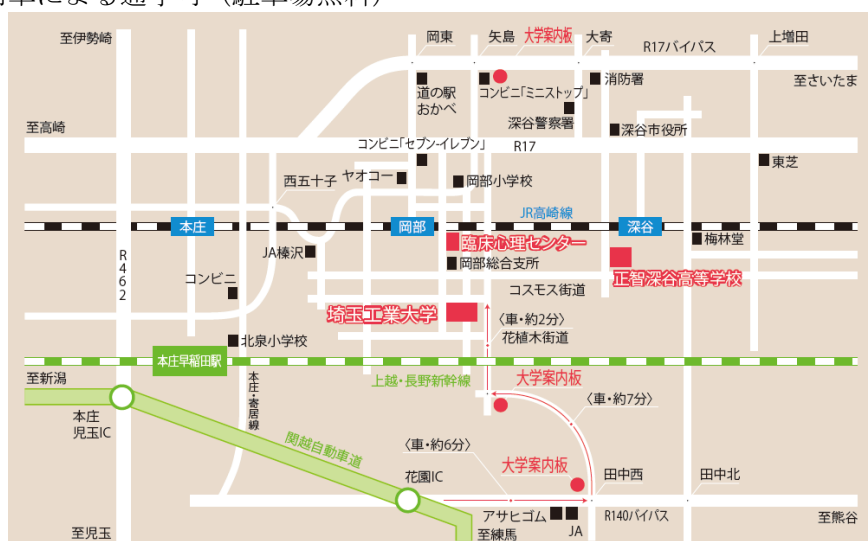 車による通学可（駐車場無料）
至伊勢崎
岡東
矢島
大学案内板
大寄
R17バイパス
上増田
至さいたま
道の駅
おかべ
コンビニ「ミニストップ」
消防署
深谷警察署
深谷市役所
至高崎
コンビニ「セブン-イレブン」
R17
東芝
西五十子
ヤオコー
岡部小学校
JR高崎線
本庄
岡部
深谷
臨床心理センター
梅林堂
R462
JA榛沢
岡部総合支所
正智深谷高等学校
コンビニ
コスモス街道
埼玉工業大学
〈車・約2分〉
花植木街道
北泉小学校
本庄早稲田駅
至新潟
上越・長野新幹線
大学案内板
本庄・寄居線
〈車・約7分〉
本庄
児玉IC
関越自動車道
〈車・約6分〉
大学案内板
花園IC
田中西
田中北
アサヒゴム
JA
R140バイパス
至熊谷
至児玉
至練馬